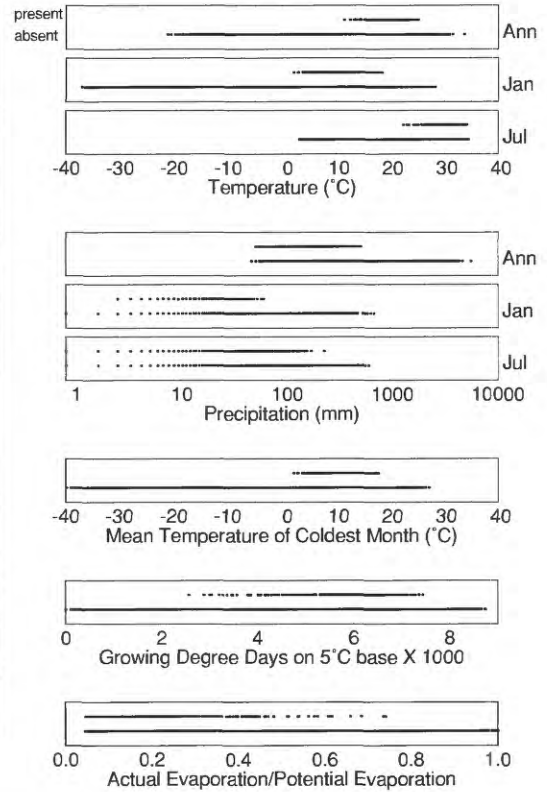 present
absent
Ann
Jan
Jul
-40 -30 -20 -10 0 10 20 30 40
Temperature (˚C)
Ann
Jan
Jul
1 10 100 1000 10000
Precipitation (mm)
-40 -30 -20 -10 0 10 20 30 40
Mean Temperature of Coldest Month (˚C)
0 2 4 6 8
Growing Degree Days on 5˚C base X 1000
0.0 0.2 0.4 0.6 0.8 1.0
Actual Evaporation/Potential Evaporation